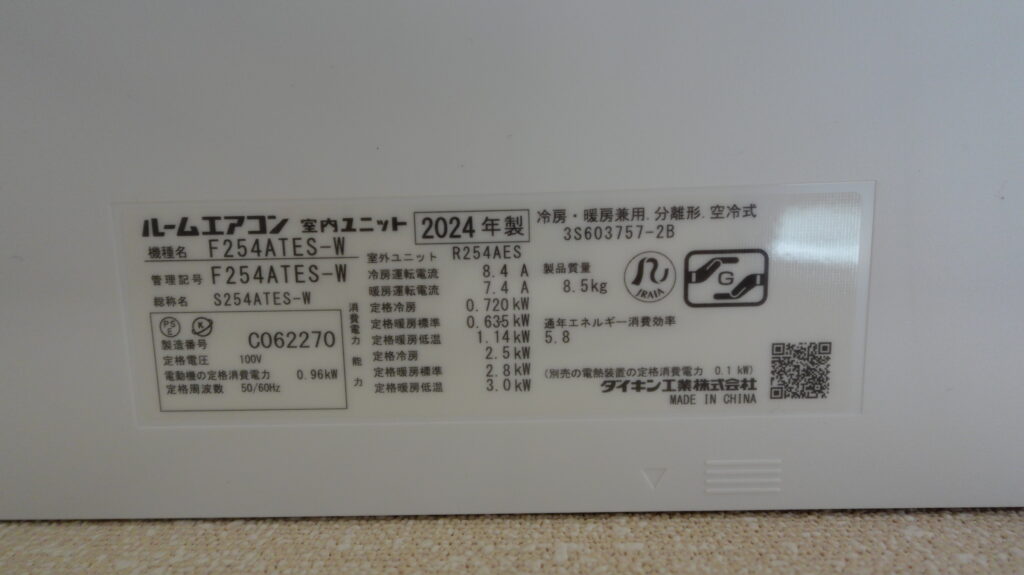 ルームエアコン 室内ユニット 2024年製 冷房・暖房兼用．分離形．空冷式
3S603757-2B
機種名 F254ATES-W
管理記号 F254ATES-W
総称名 S254ATES-W
PS
E
製造番号 C062270
定格電圧 100V
電動機の定格消費電力 0.96kW
定格周波数 50/60Hz
室外ユニット R254AES
冷房運転電流 8.4 A
暖房運転電流 7.4 A
消費電力
定格冷房 0.720kW
定格暖房標準 0.635kW
定格暖房低温 1.14kW
能力
定格冷房 2.5kW
定格暖房標準 2.8kW
定格暖房低温 3.0kW
製品質量
8.5kg
JRAIA
G
通年エネルギー消費効率
5.8
(別売の電熱装置の定格消費電力 0.1 kW)
ダイキン工業株式会社
MADE IN CHINA